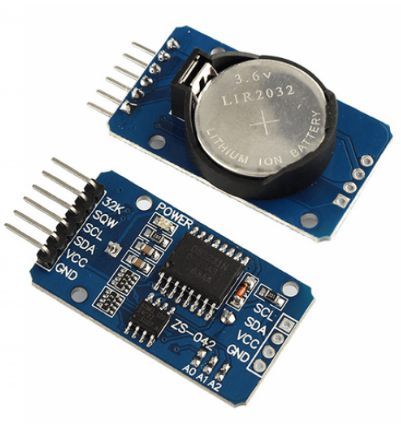 3.6v
LIR2032
LITHIUM ION BATTERY
32K
SQW
SCL
SDA
VCC
GND
POWER
ZS-042
A0 A1 A2
SCL
SDA
VCC
GND